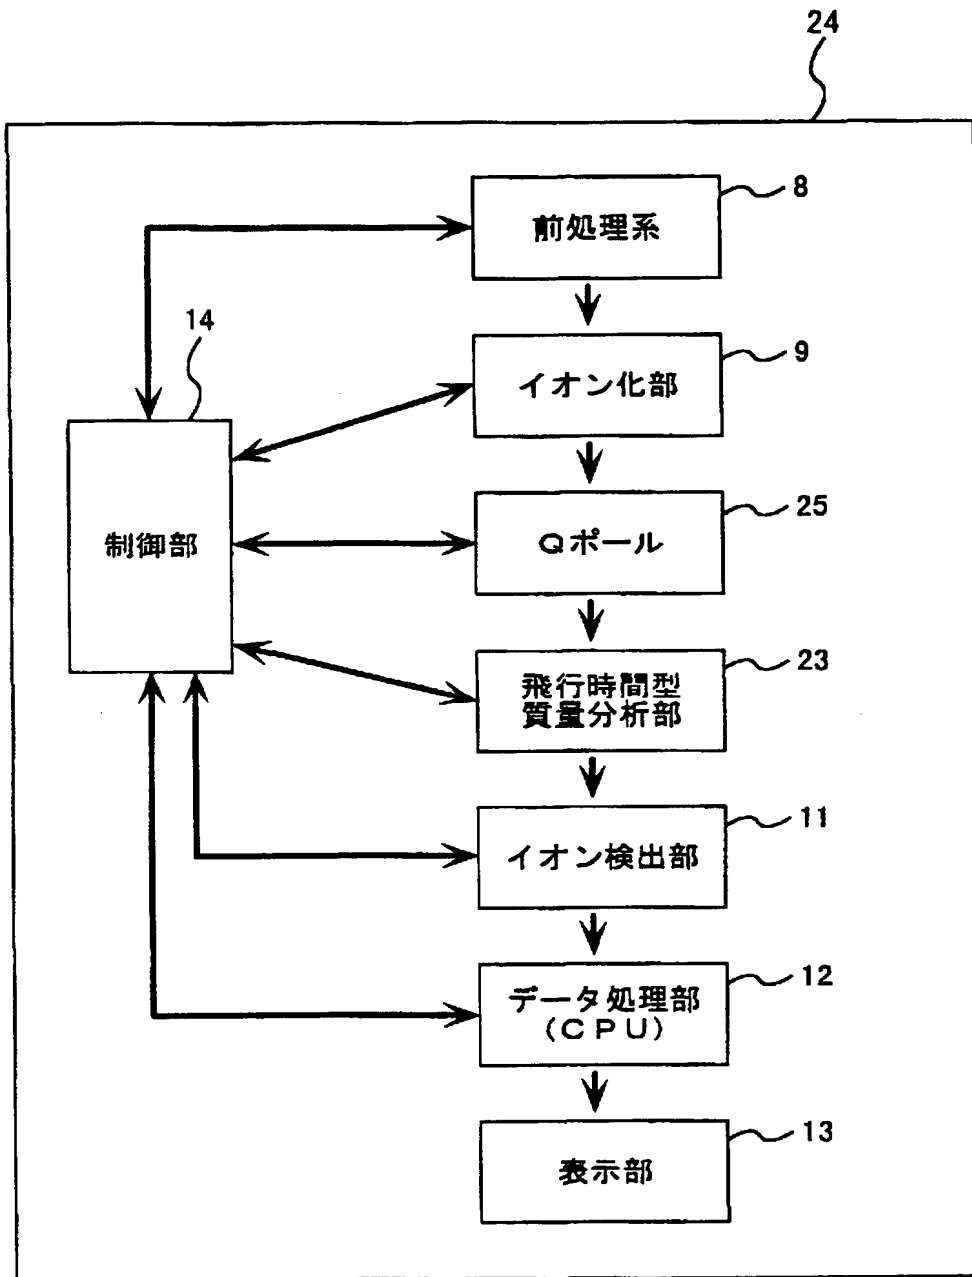 24
8
前処理系
14
9
イオン化部
25
制御部
Qポール
23
飛行時間型
質量分析部
11
イオン検出部
12
データ処理部
(CPU)
13
表示部